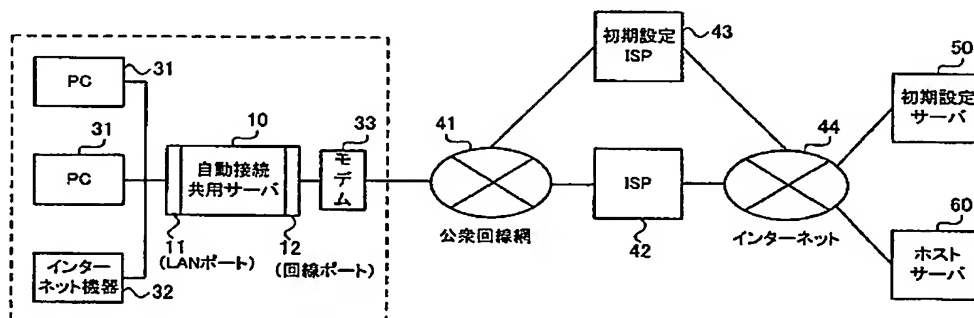 PC
31
PC
31
インター
ネット機器
32
10
自動接続
共用サーバ
11
(LANポート)
12
(回線ポート)
33
モデム
41
公衆回線網
初期設定
ISP
43
ISP
42
44
インターネット
50
初期設定
サーバ
60
ホスト
サーバ